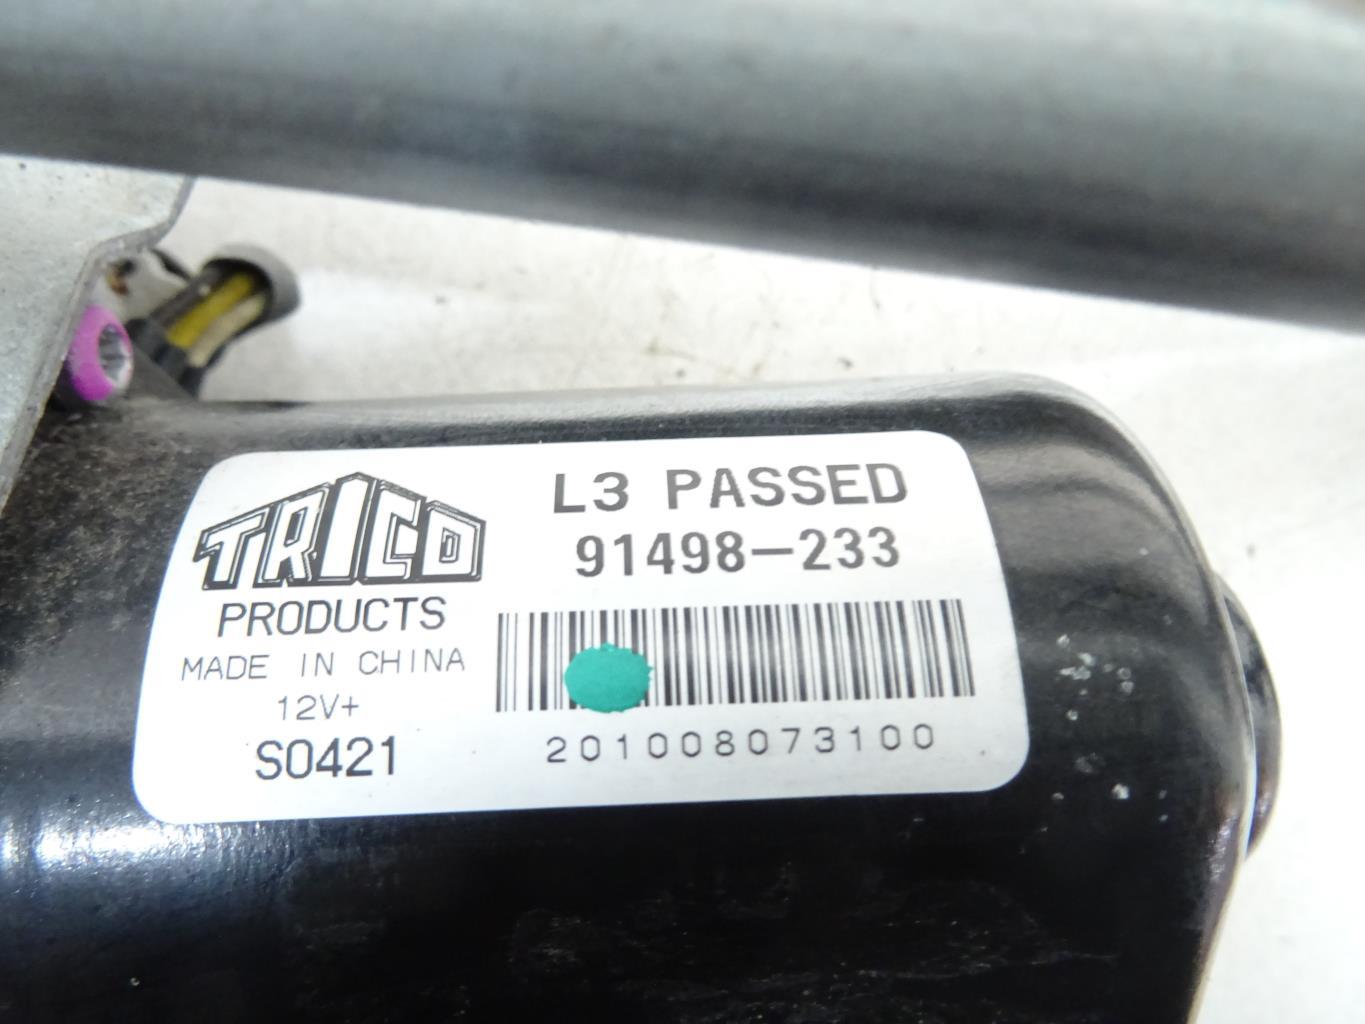 TRICO
PRODUCTS
MADE IN CHINA
12V+
S0421
L3 PASSED
91498-233
201008073100